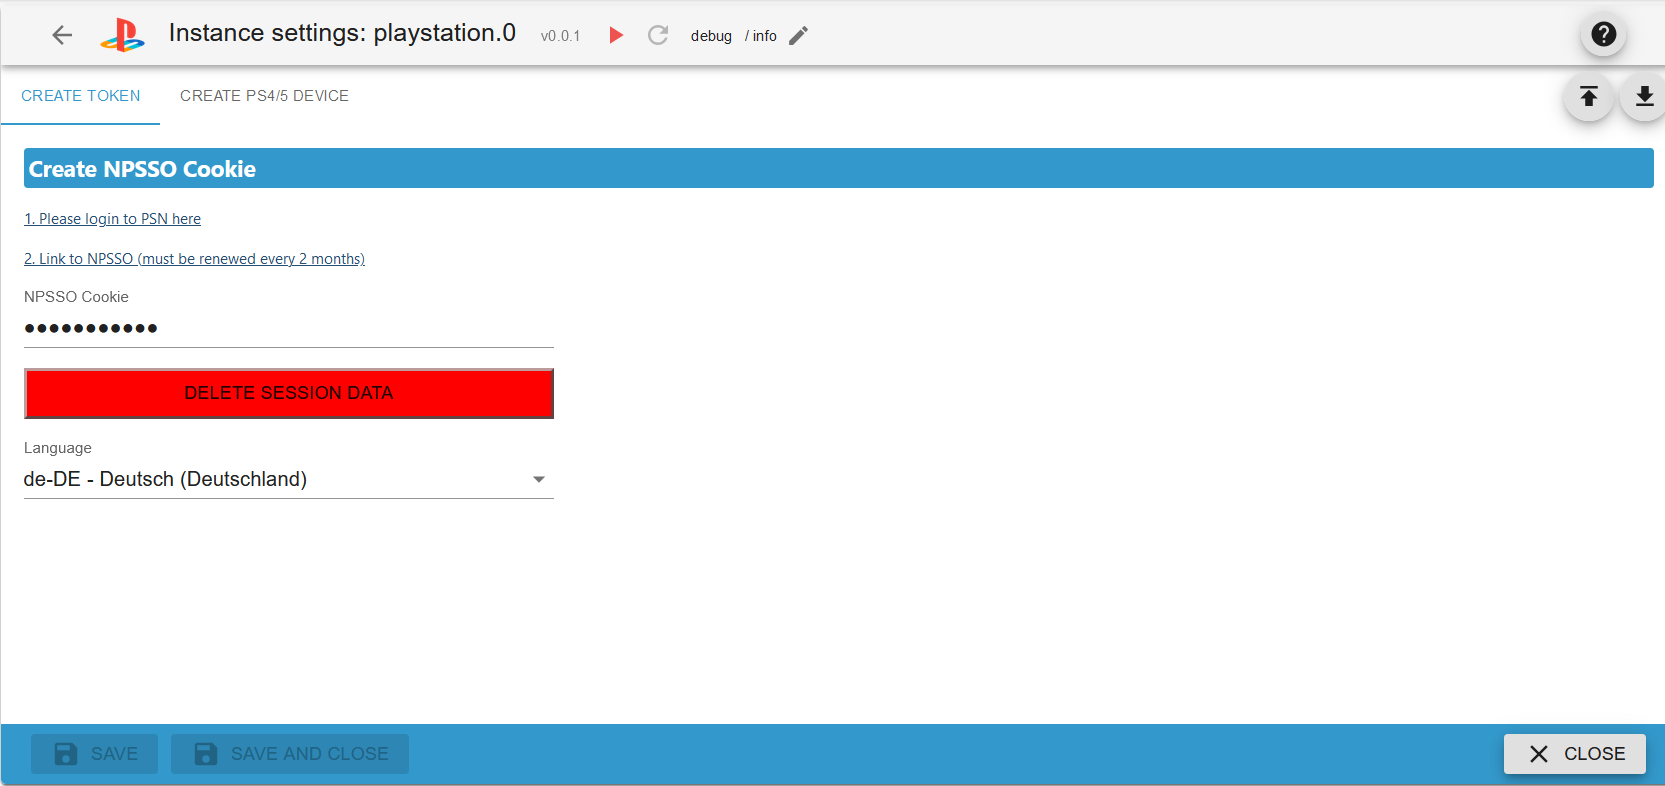 Instance settings: playstation.0 v0.0.1 debug / info
CREATE TOKEN CREATE PS4/5 DEVICE
Create NPSSO Cookie
1. Please login to PSN here
2. Link to NPSSO (must be renewed every 2 months)
NPSSO Cookie
•••••••••••
DELETE SESSION DATA
Language
de-DE - Deutsch (Deutschland)
SAVE SAVE AND CLOSE CLOSE